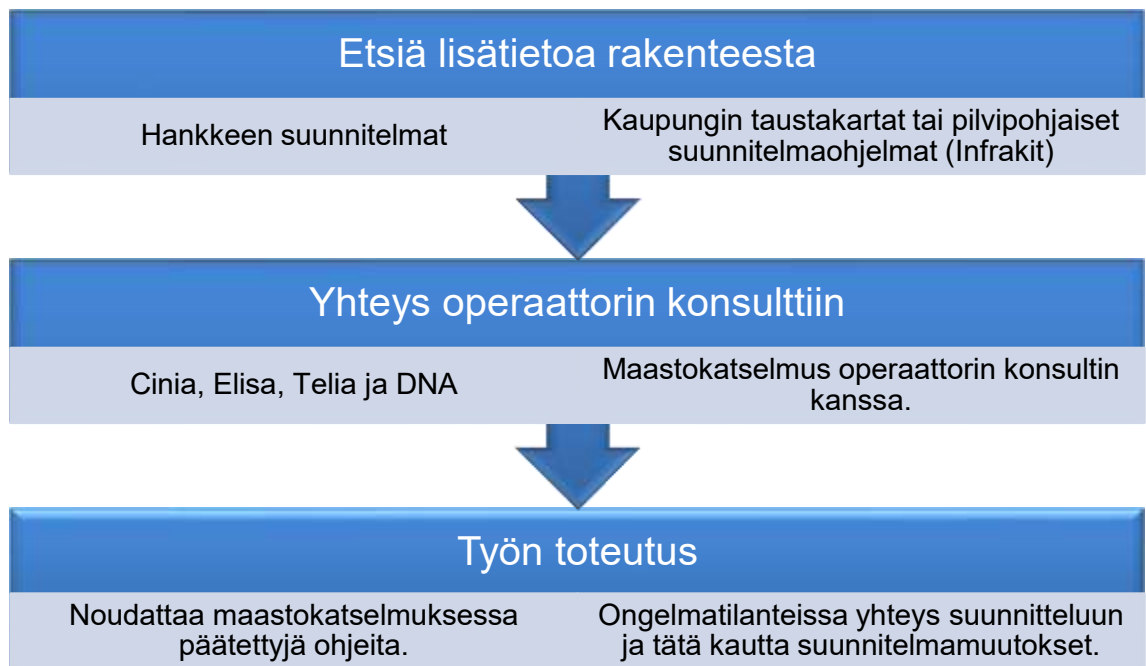 Etsiä lisätietoa rakenteesta
Hankkeen suunnitelmat
Kaupungin taustakartat tai pilvipohjaiset
suunnitelmaohjelmat (Infrakit)
Yhteys operaattorin konsulttiin
Cinia, Elisa, Telia ja DNA
Maastokatselmus operaattorin konsultin
kanssa.
Työn toteutus
Noudattaa maastokatselmuksessa
päätettyjä ohjeita.
Ongelmatilanteissa yhteys suunnitteluun
ja tätä kautta suunnitelmamuutokset.